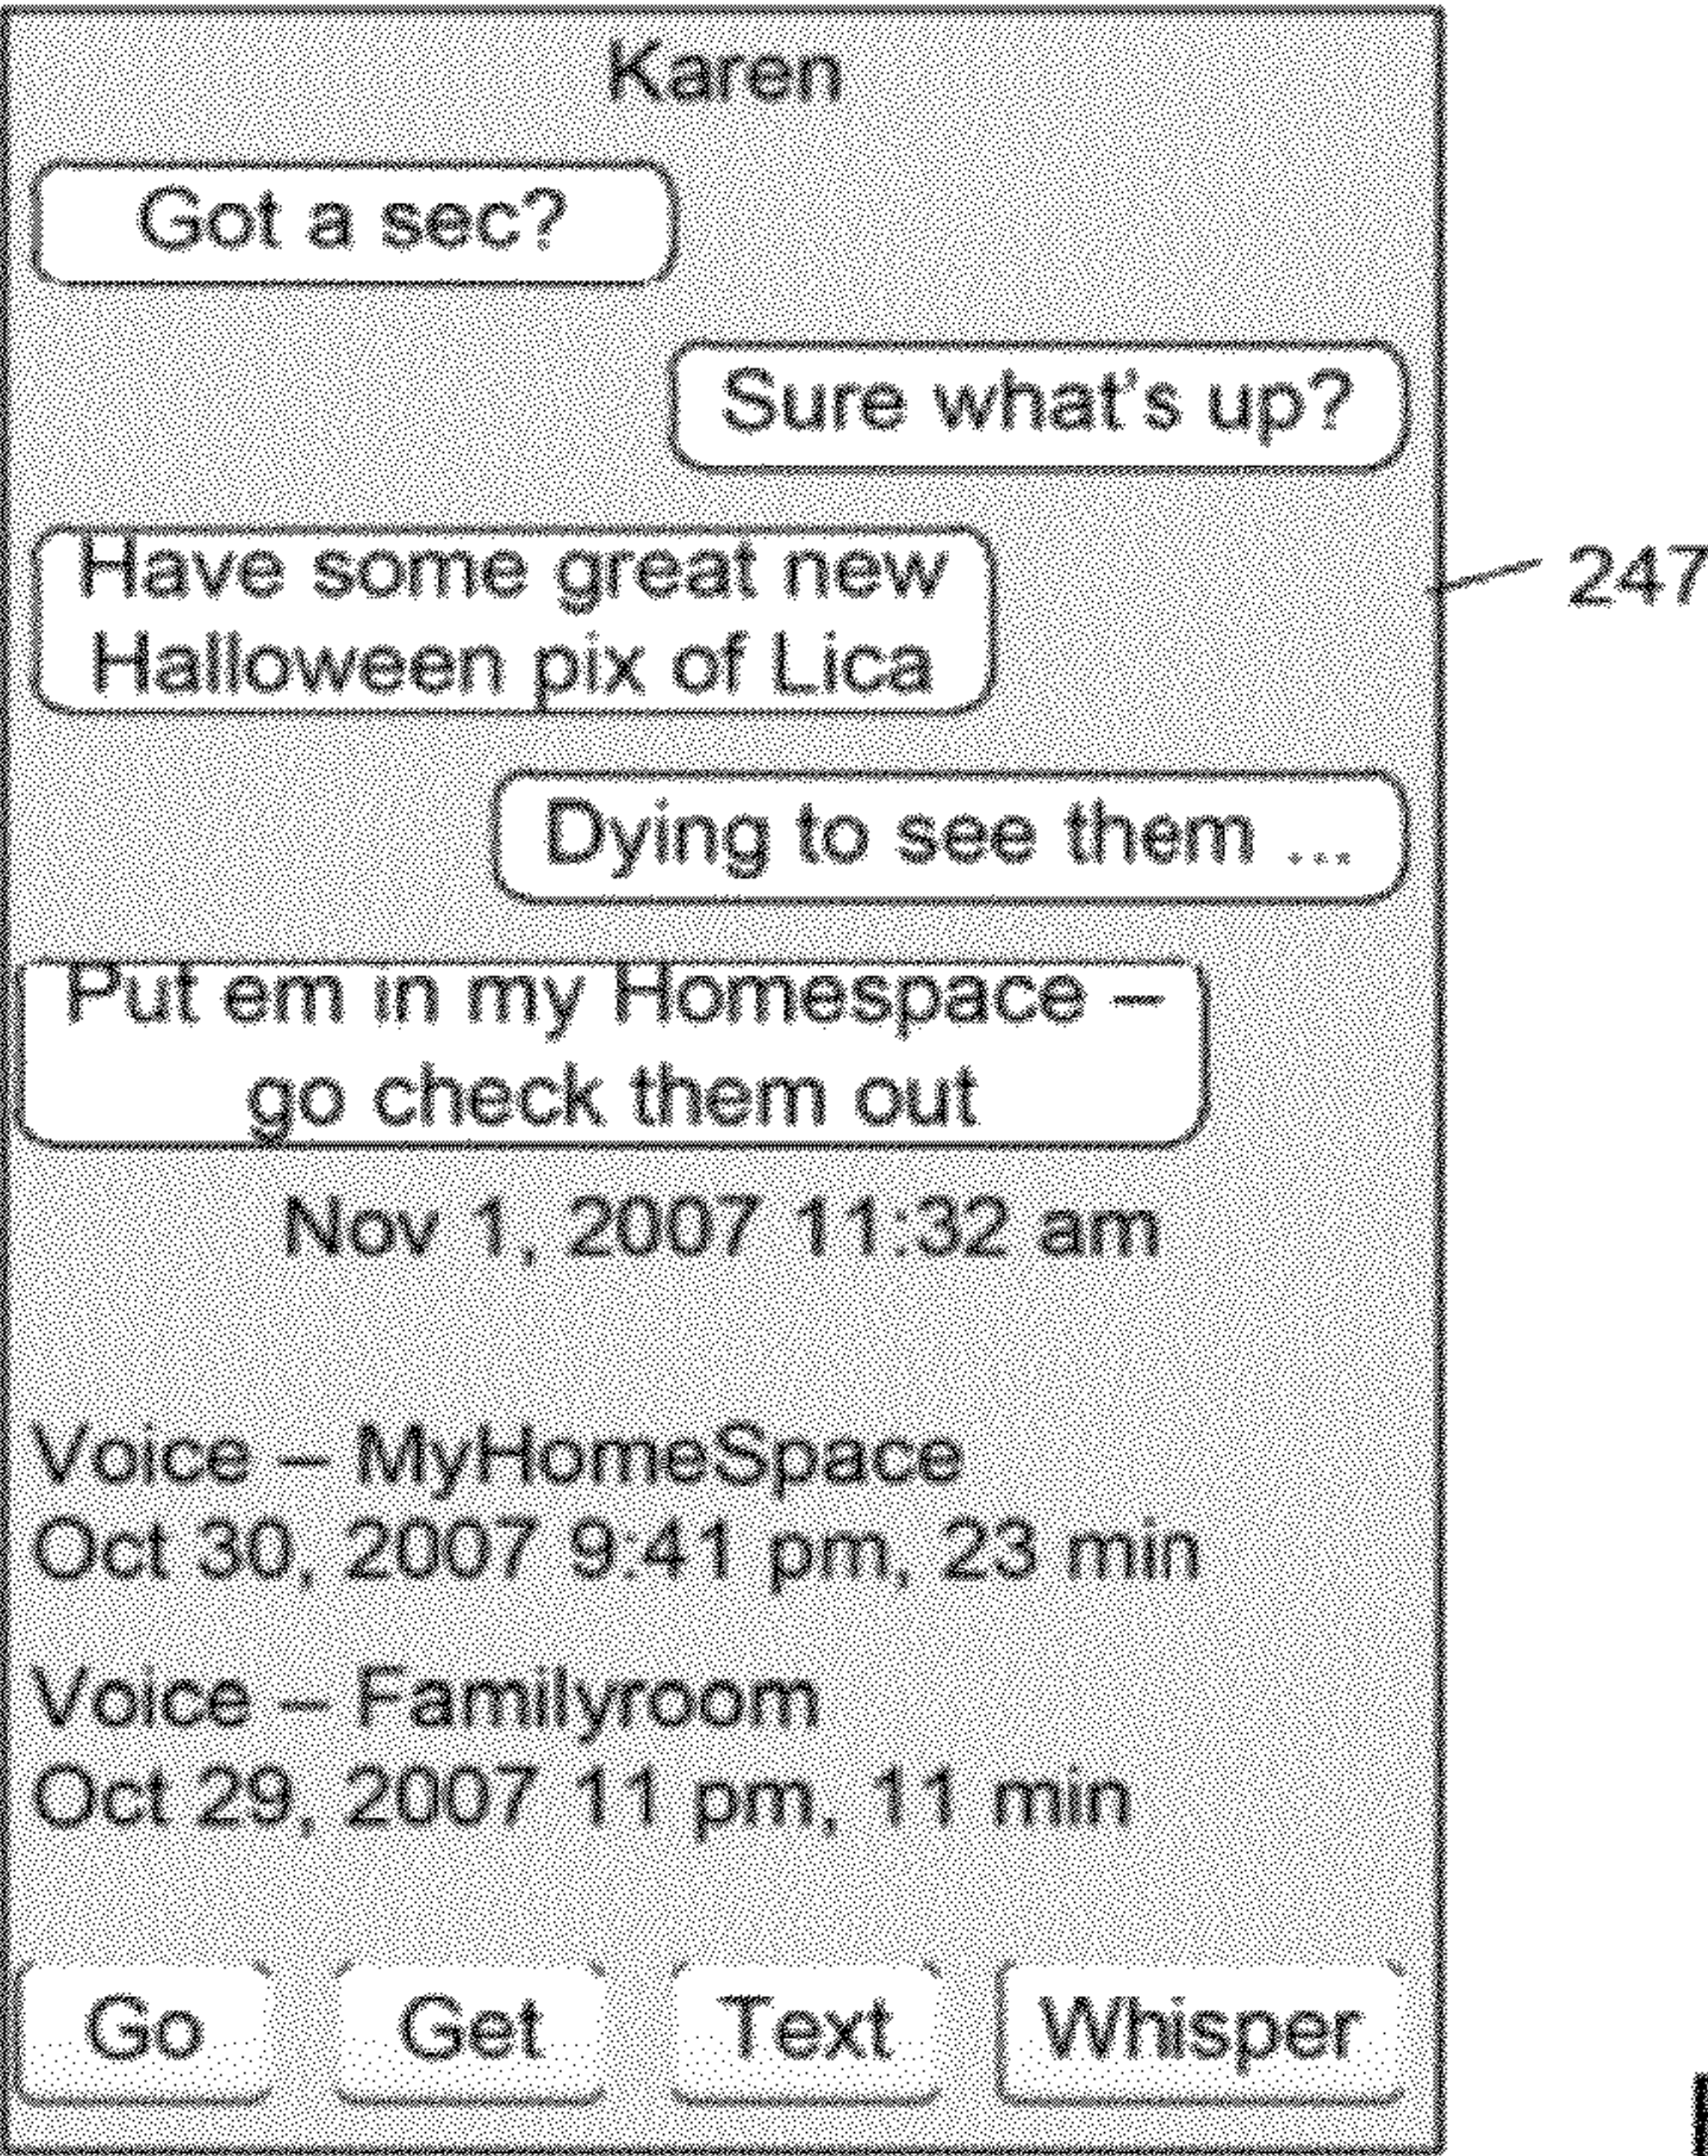 Karen
Got a sec?
Sure what's up?
Have some great new
Halloween pix of Lica
247
Dying to see them ...
Put em in my Homespace –
go check them out
Nov 1, 2007 11:32 am
Voice – MyHomeSpace
Oct 30, 2007 9:41 pm, 23 min
Voice – Familyroom
Oct 29, 2007 11 pm, 11 min
Go Get Text Whisper